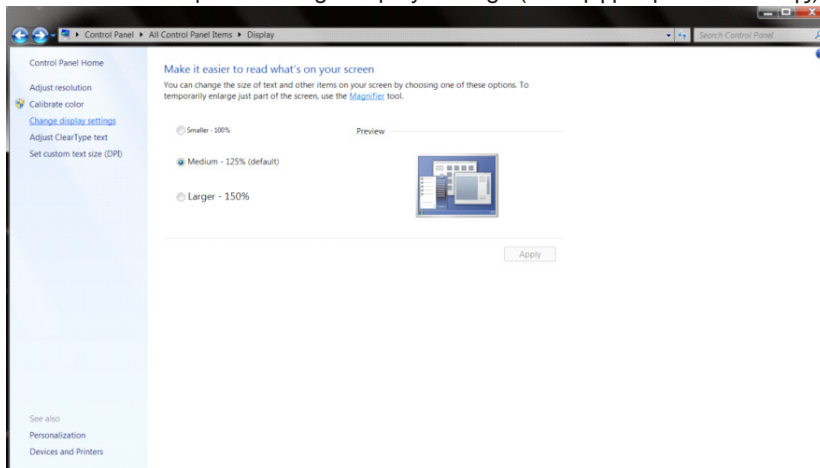 Control Panel ▸ All Control Panel Items ▸ Display
Search Control Panel
Control Panel Home
Adjust resolution
Calibrate color
Change display settings
Adjust ClearType text
Set custom text size (DPI)
See also
Personalization
Devices and Printers
Make it easier to read what's on your screen
You can change the size of text and other items on your screen by choosing one of these options. To
temporarily enlarge just part of the screen, use the Magnifier tool.
Smaller - 100%
Preview
Medium - 125% (default)
Larger - 150%
Apply